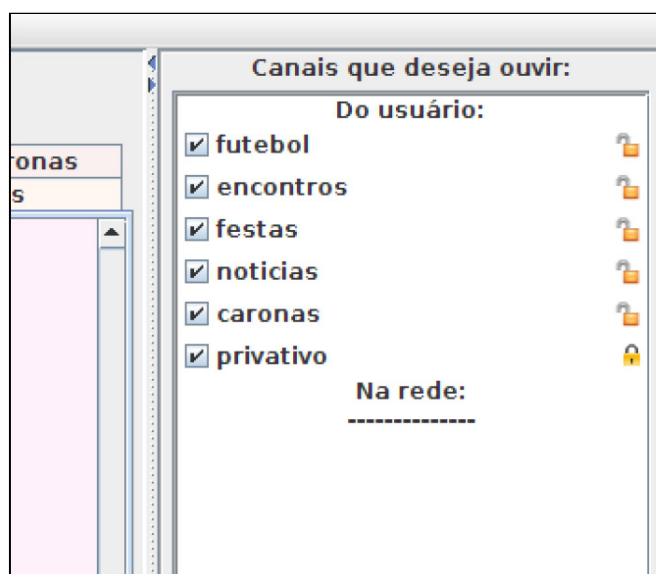 Canais que deseja ouvir:
Do usuário:
futebol
encontros
festas
noticias
caronas
privativo
Na rede:
--------------
ronas
s